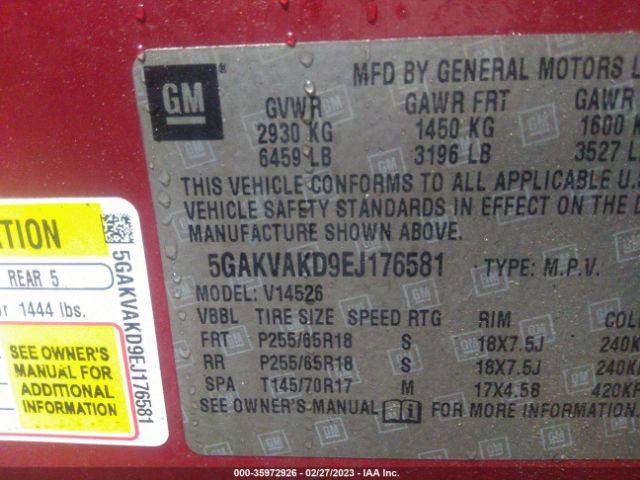 GM
MFD BY GENERAL MOTORS L
GVWR GAWR FRT GAWR
2930 KG 1450 KG 1600 K
6459 LB 3196 LB 3527 L
THIS VEHICLE CONFORMS TO ALL APPLICABLE U.
VEHICLE SAFETY STANDARDS IN EFFECT ON THE D
MANUFACTURE SHOWN ABOVE.
5GAKVAKD9EJ176581 TYPE: M.P.V.
MODEL: V14526
VBBL TIRE SIZE SPEED RTG RIM COL
FRT P255/65R18 S 18X7.5J 240K
RR P255/65R18 S 18X7.5J 240K
SPA T145/70R17 M 17X4.5B 420K
SEE OWNER'S MANUAL FOR MORE INFORMATION
ATION
REAR 5
or 1444 lbs.
SEE OWNER'S
MANUAL FOR
ADDITIONAL
INFORMATION
5GAKVAKD9EJ176581
000-35972926 - 02/27/2023 - IAA Inc.